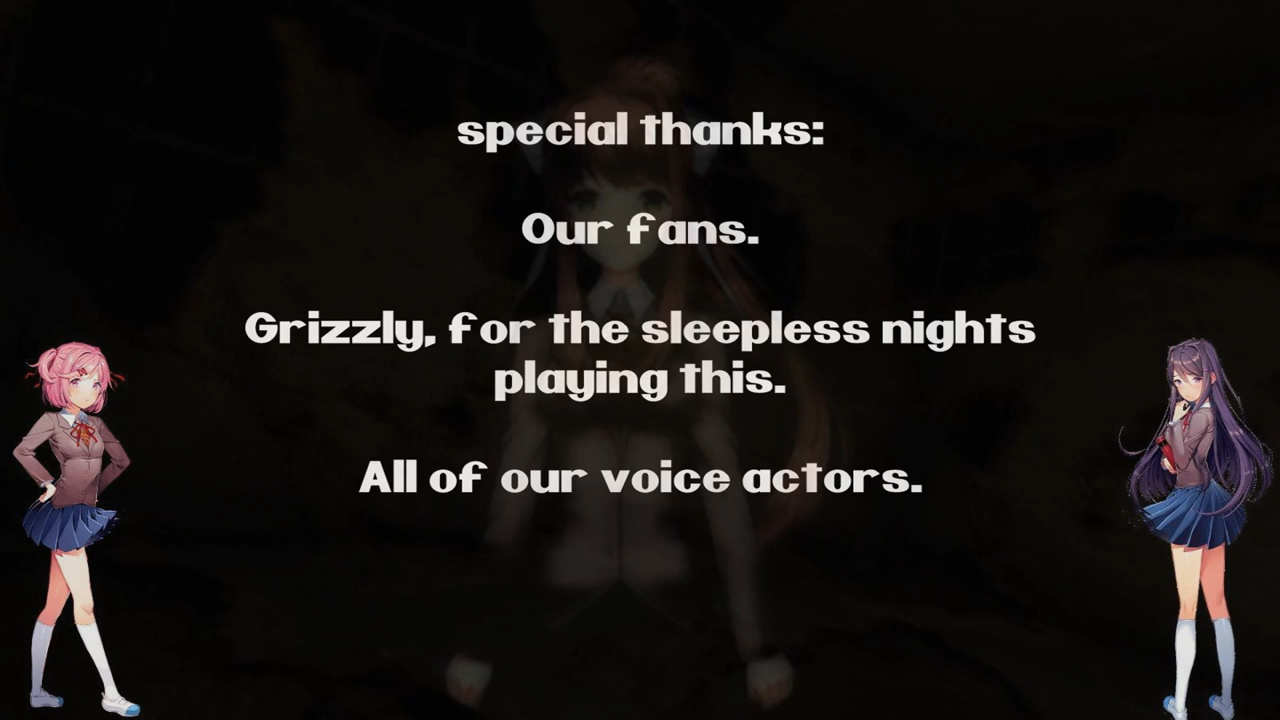 special thanks:
Our fans.
Grizzly, for the sleepless nights
playing this.
All of our voice actors.